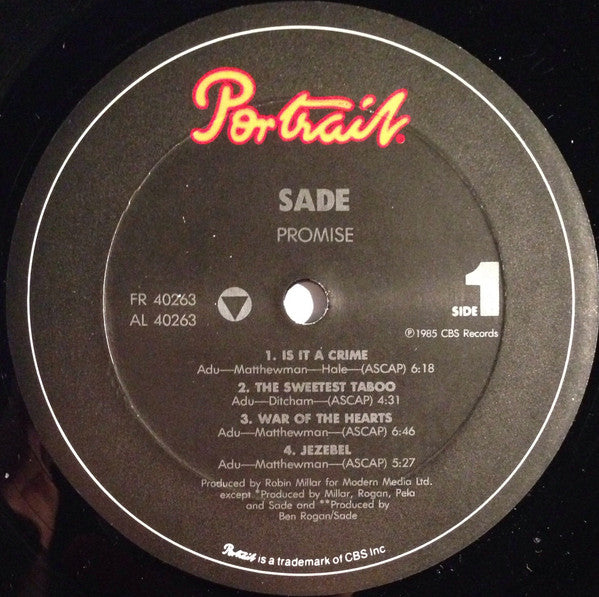 Portrait.
SADE
PROMISE
FR 40263
AL 40263
SIDE 1
℗ 1985 CBS Records
1. IS IT A CRIME
Adu—Matthewman—Hale—(ASCAP) 6:18
2. THE SWEETEST TABOO
Adu—Ditcham—(ASCAP) 4:31
3. WAR OF THE HEARTS
Adu—Matthewman—(ASCAP) 6:46
4. JEZEBEL
Adu—Matthewman—(ASCAP) 5:27
Produced by Robin Millar for Modern Media Ltd.
except *Produced by Millar, Rogan, Pela
and Sade and **Produced by
Ben Rogan/Sade
Portrait is a trademark of CBS Inc